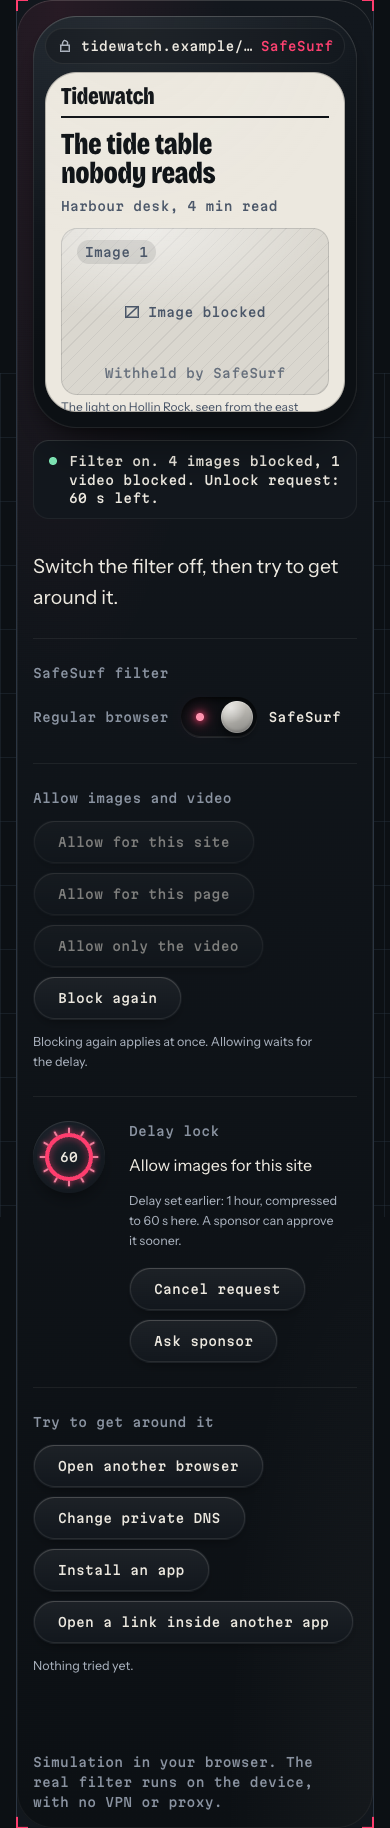 tidewatch.example/… SafeSurf
Tidewatch
The tide table
nobody reads
Harbour desk, 4 min read
Image 1
Image blocked
Withheld by SafeSurf
The light on Hollin Rock, seen from the east
Filter on. 4 images blocked, 1
video blocked. Unlock request:
60 s left.
Switch the filter off, then try to get
around it.
SafeSurf filter
Regular browser SafeSurf
Allow images and video
Allow for this site
Allow for this page
Allow only the video
Block again
Blocking again applies at once. Allowing waits for
the delay.
60
Delay lock
Allow images for this site
Delay set earlier: 1 hour, compressed
to 60 s here. A sponsor can approve
it sooner.
Cancel request
Ask sponsor
Try to get around it
Open another browser
Change private DNS
Install an app
Open a link inside another app
Nothing tried yet.
Simulation in your browser. The
real filter runs on the device,
with no VPN or proxy.